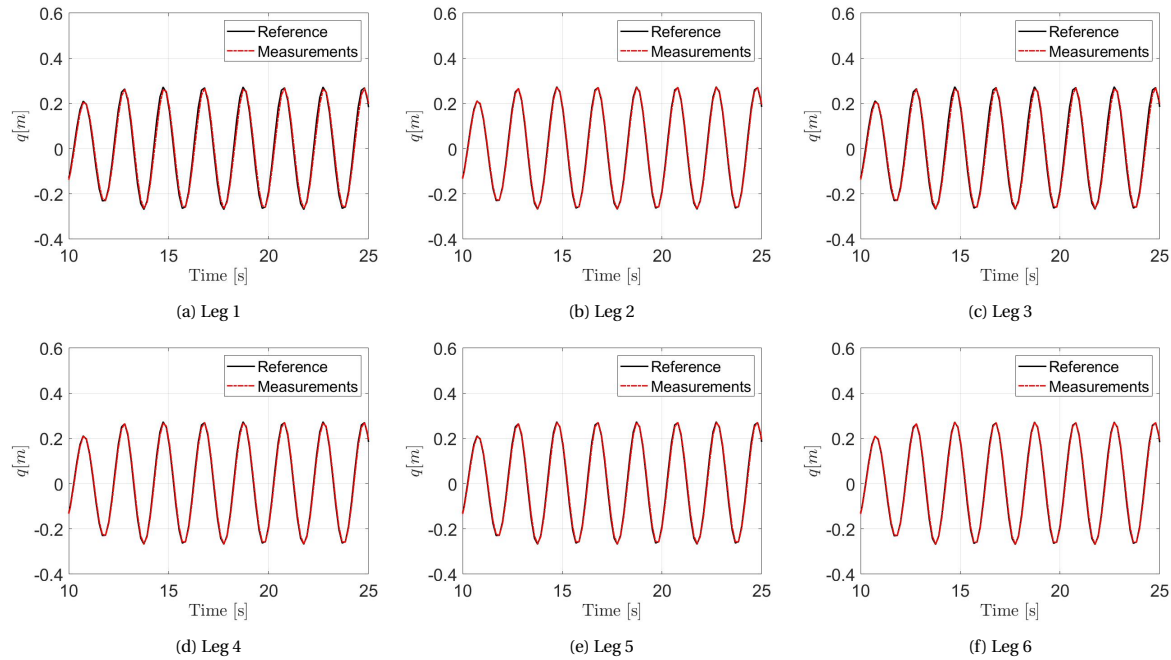 0.6
Reference
Measurements
0.4
0.2
0
-0.2
-0.4
q[m]
10 15 20 25
Time [s]
(a) Leg 1
0.6
Reference
Measurements
0.4
0.2
0
-0.2
-0.4
q[m]
10 15 20 25
Time [s]
(b) Leg 2
0.6
Reference
Measurements
0.4
0.2
0
-0.2
-0.4
q[m]
10 15 20 25
Time [s]
(c) Leg 3
0.6
Reference
Measurements
0.4
0.2
0
-0.2
-0.4
q[m]
10 15 20 25
Time [s]
(d) Leg 4
0.6
Reference
Measurements
0.4
0.2
0
-0.2
-0.4
q[m]
10 15 20 25
Time [s]
(e) Leg 5
0.6
Reference
Measurements
0.4
0.2
0
-0.2
-0.4
q[m]
10 15 20 25
Time [s]
(f) Leg 6